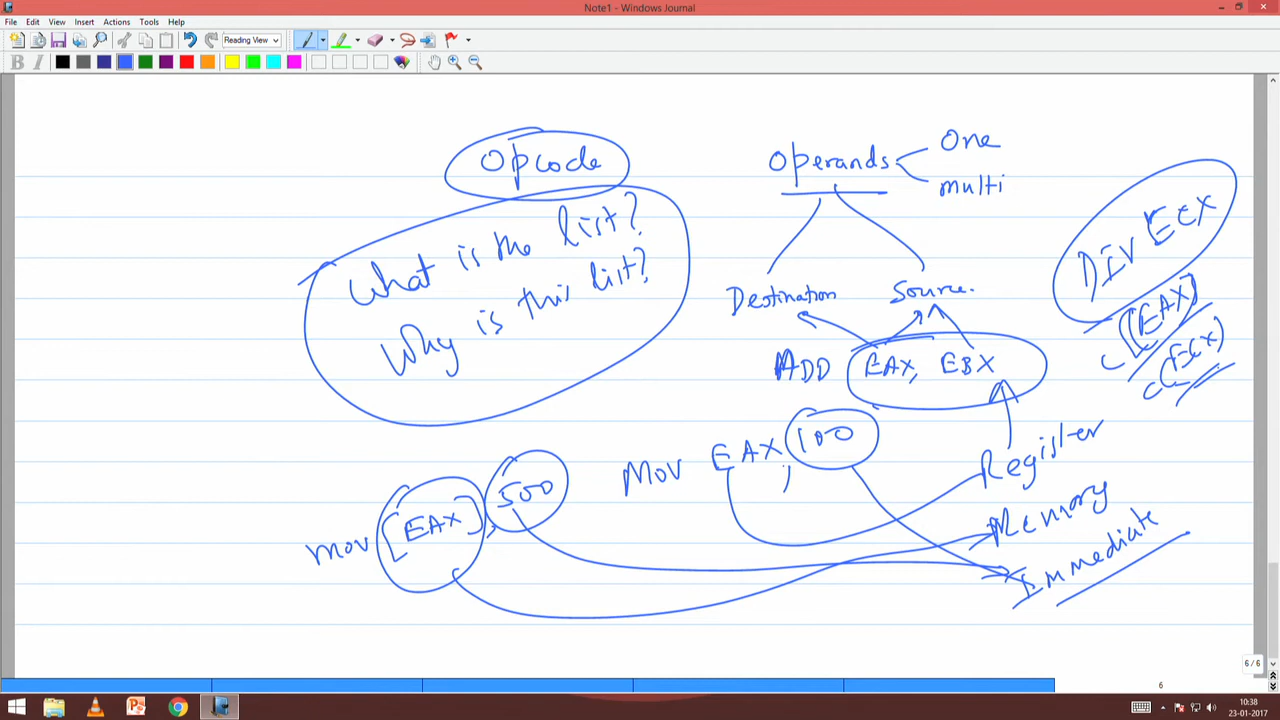 Note1 - Windows Journal
File Edit View Insert Actions Tools Help
Reading View
B I
Opcode
What is the list?
Why is this list?
Operands
One
multi
Destination
Source.
ADD EAX, EBX
DIV ECX
(EAX)
(ECX)
Mov EAX, 100
Mov [EAX], 500
Register
Memory
Immediate
6 / 6
6
10:38
23-01-2017